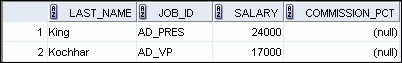 LAST_NAME JOB_ID SALARY COMMISSION_PCT
1 King AD_PRES 24000 (null)
2 Kochhar AD_VP 17000 (null)